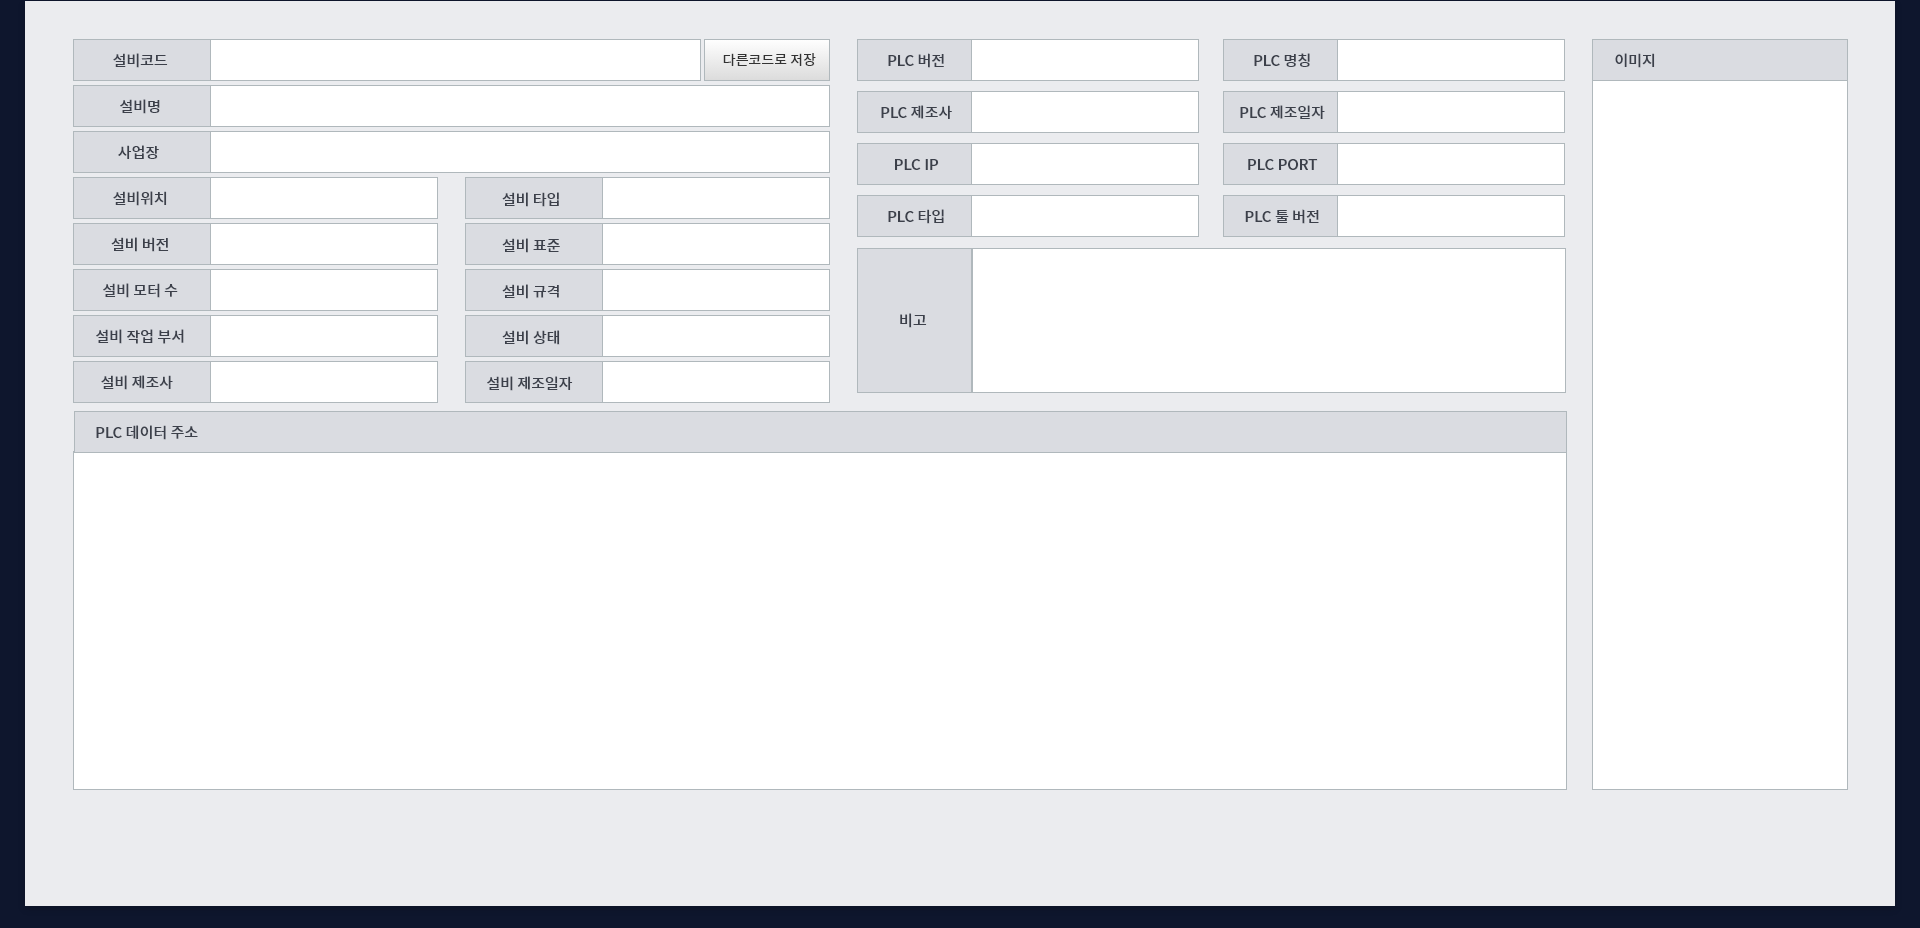 설비코드
다른코드로 저장
설비명
사업장
설비위치
설비 타입
설비 버전
설비 표준
설비 모터 수
설비 규격
설비 작업 부서
설비 상태
설비 제조사
설비 제조일자
PLC 버전
PLC 명칭
PLC 제조사
PLC 제조일자
PLC IP
PLC PORT
PLC 타입
PLC 툴 버전
비고
이미지
PLC 데이터 주소